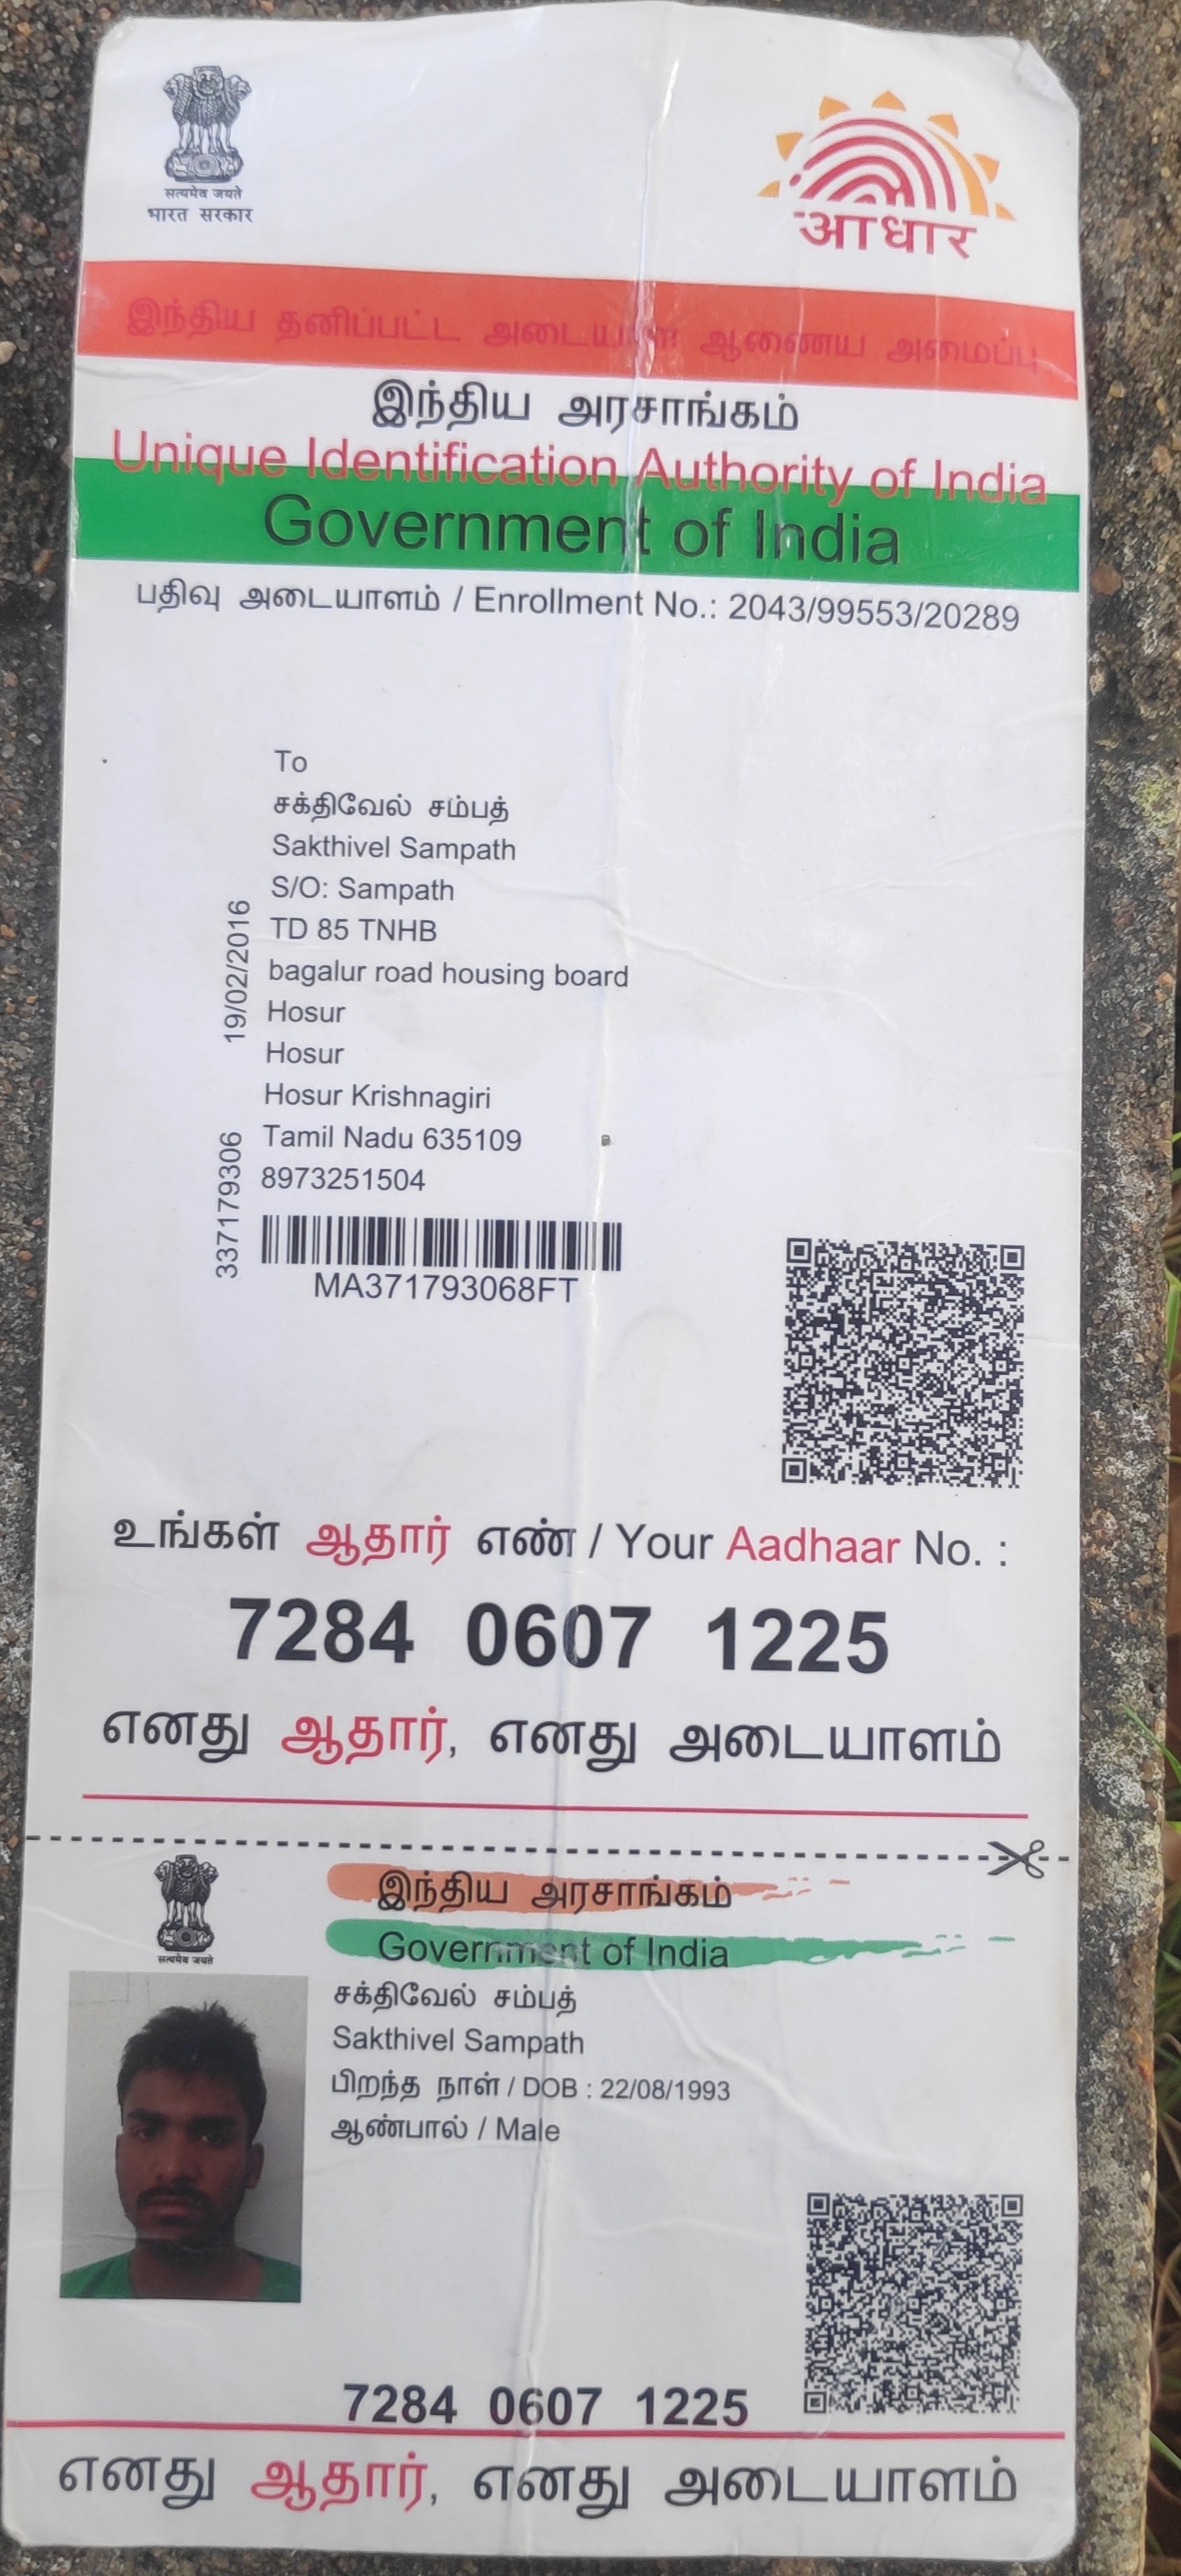 सत्यमेव जयते
भारत सरकार
आधार
இந்திய தனிப்பட்ட அடையாள ஆணைய அமைப்பு
இந்திய அரசாங்கம்
Unique Identification Authority of India
Government of India
பதிவு அடையாளம் / Enrollment No.: 2043/99553/20289
To
சக்திவேல் சம்பத்
Sakthivel Sampath
S/O: Sampath
TD 85 TNHB
bagalur road housing board
Hosur
Hosur
Hosur Krishnagiri
Tamil Nadu 635109
8973251504
19/02/2016
337179306
MA371793068FT
உங்கள் ஆதார் எண் / Your Aadhaar No. :
7284 0607 1225
எனது ஆதார், எனது அடையாளம்
இந்திய அரசாங்கம்
Government of India
सत्यमेव जयते
சக்திவேல் சம்பத்
Sakthivel Sampath
பிறந்த நாள் / DOB : 22/08/1993
ஆண்பால் / Male
7284 0607 1225
எனது ஆதார், எனது அடையாளம்